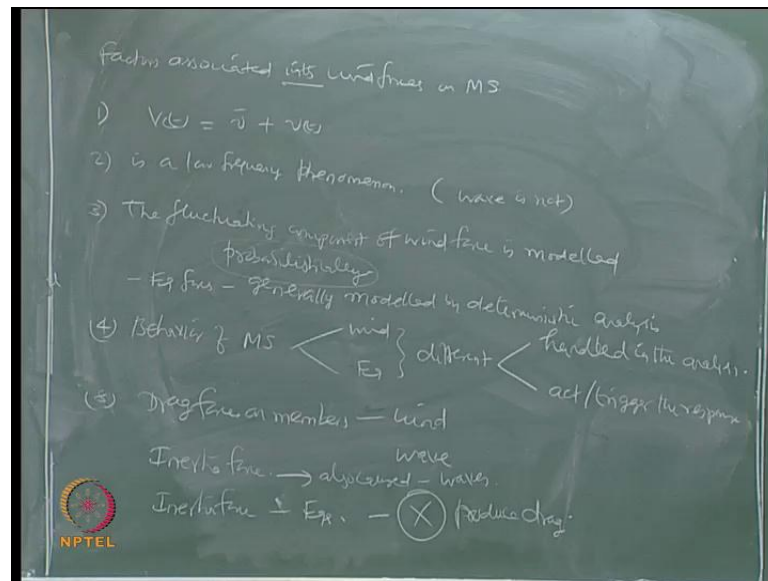 Factors associated with wind forces on MS
1) V(t) = v̄ + v(t)
2) is a low frequency phenomenon. (wave is not)
3) The fluctuating component of wind force is modelled
probabilistically
- Eq forces - generally modelled by deterministic analysis
(4) Behavior of MS < wind Eq } different < handled in the analysis.
act/trigger the response
(5) Drag force on members - wind
wave
Inertia force. → also caused - waves.
Inertia force - Eqs. - (X) produce drag.
NPTEL